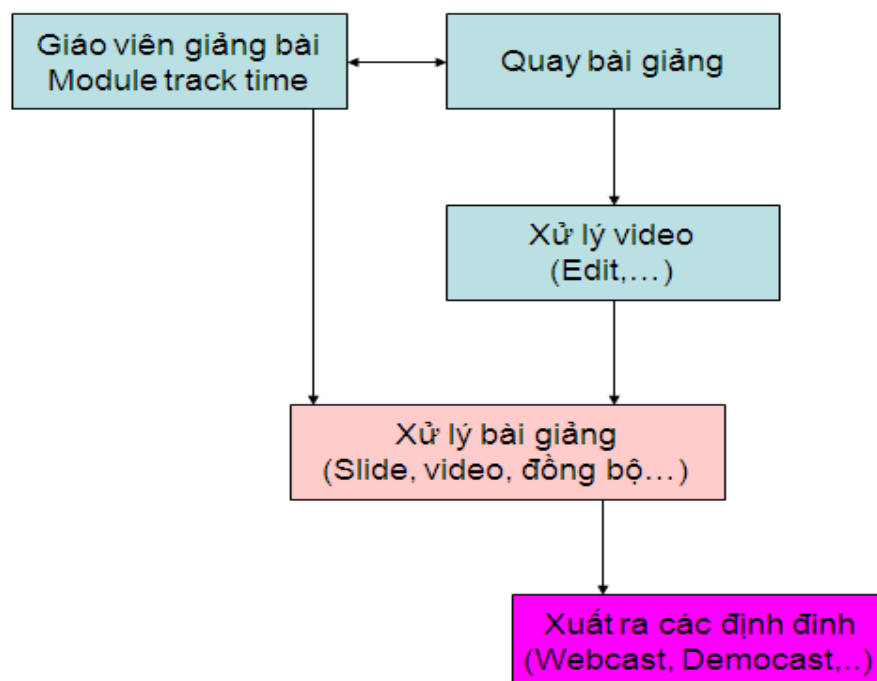 Giáo viên giảng bài
Module track time
Quay bài giảng
Xử lý video
(Edit,…)
Xử lý bài giảng
(Slide, video, đồng bộ…)
Xuất ra các định đinh
(Webcast, Democast,..)